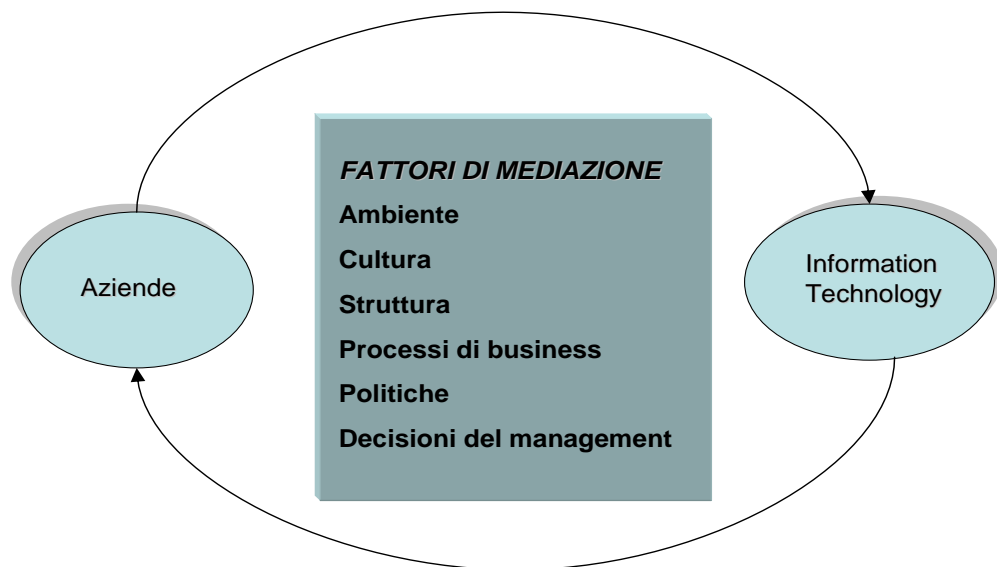 FATTORI DI MEDIAZIONE
Ambiente
Cultura
Struttura
Processi di business
Politiche
Decisioni del management
Aziende
Information
Technology